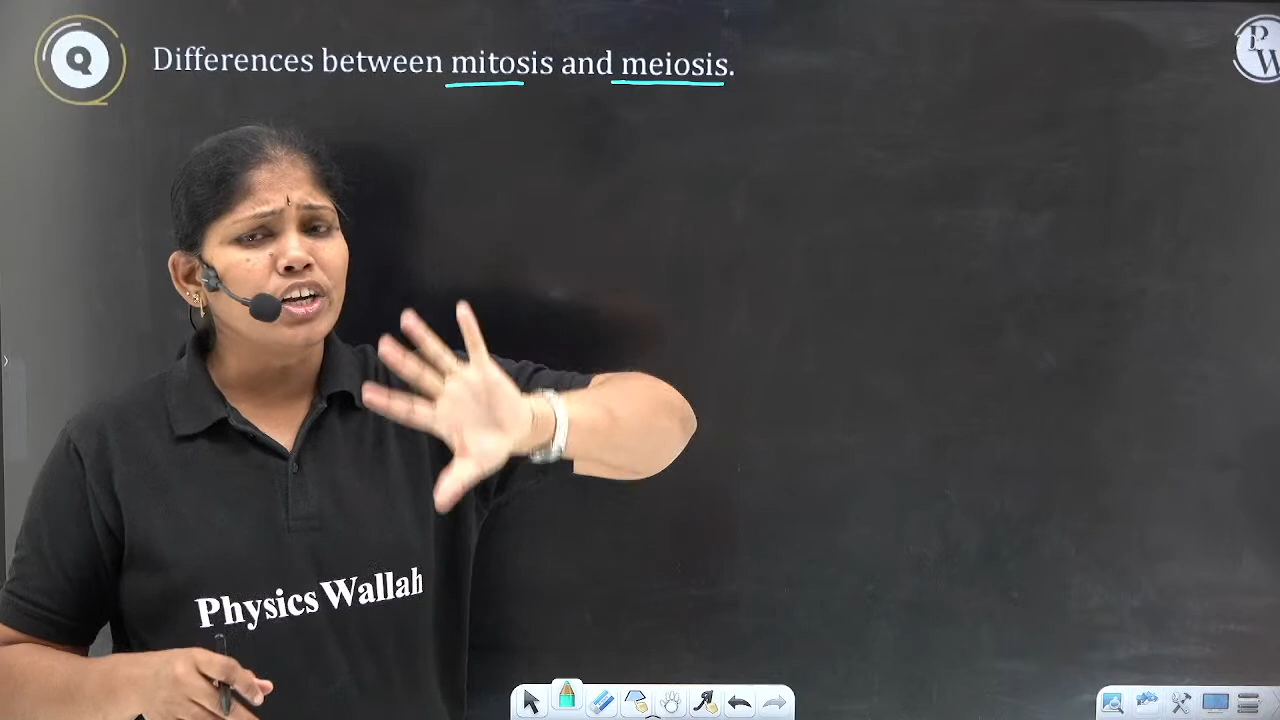 Q
Differences between mitosis and meiosis.
P
W
Physics Wallah